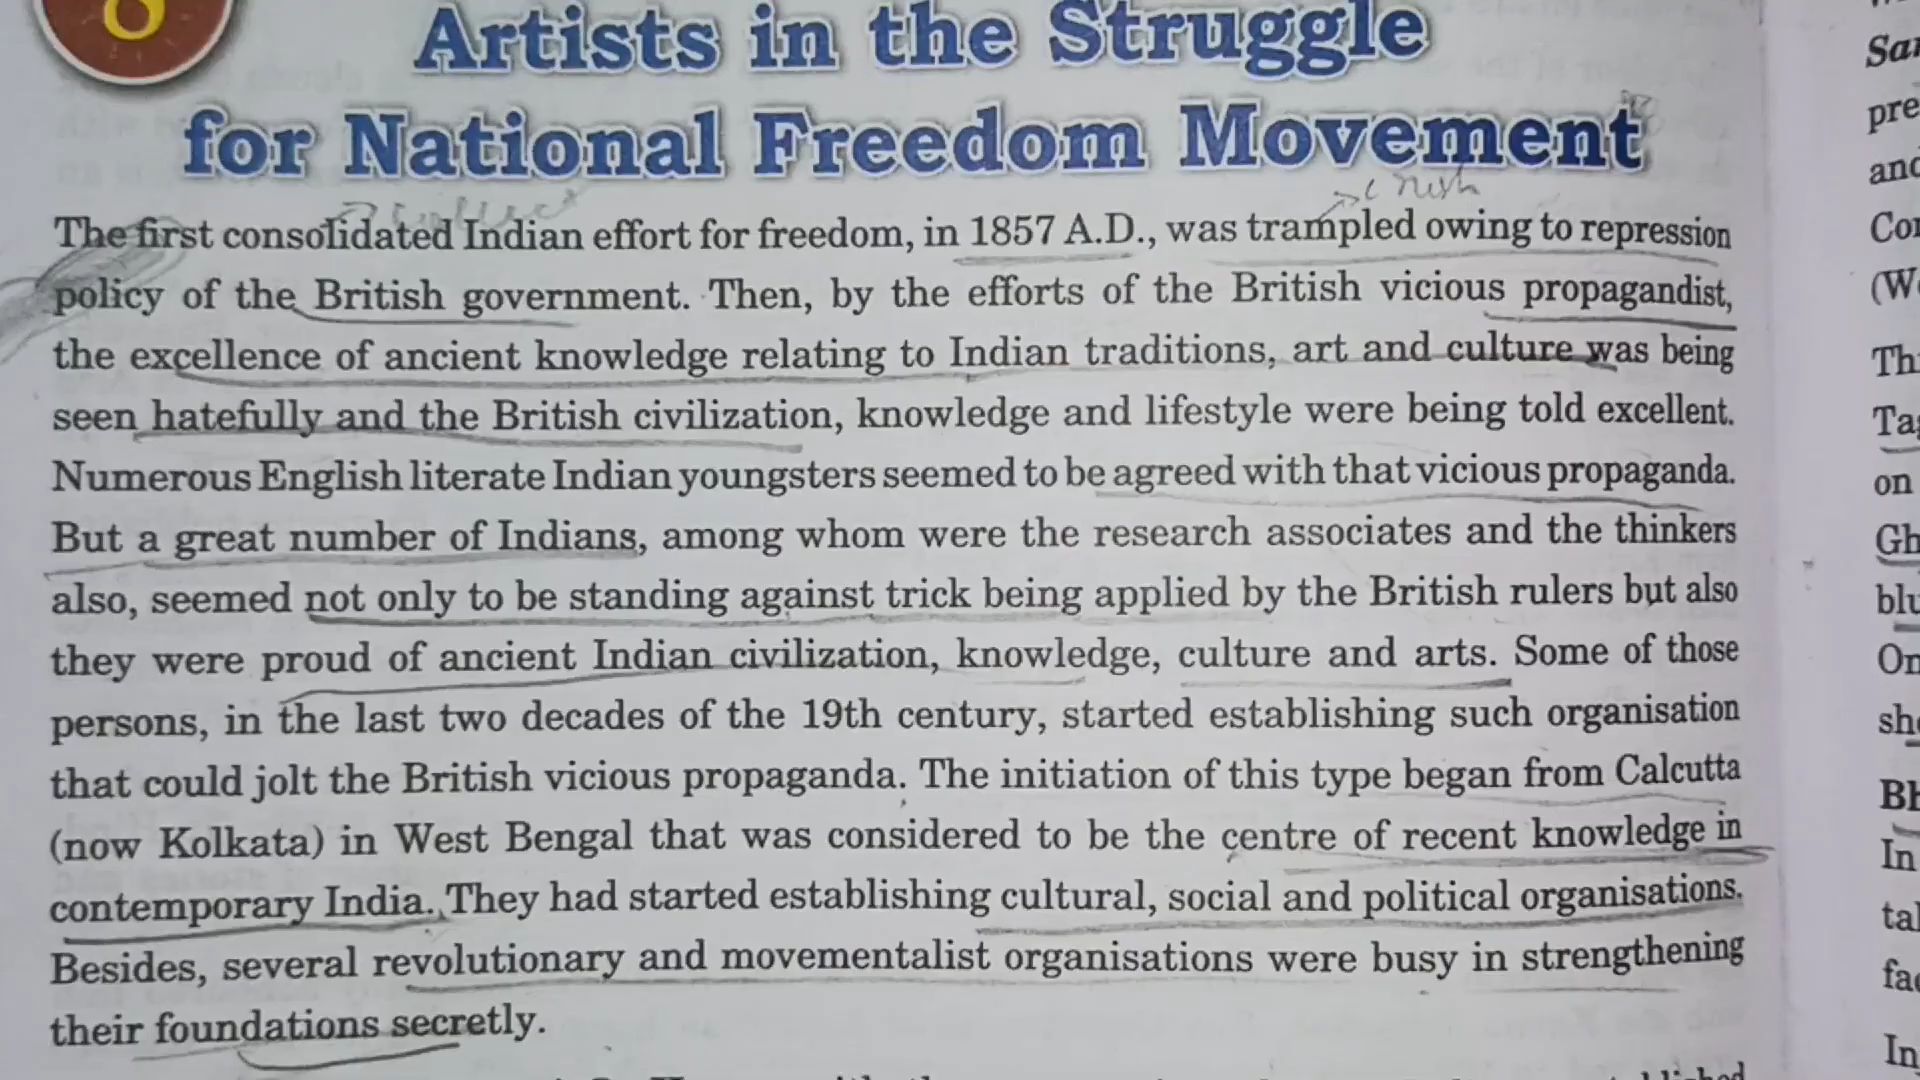 8
Artists in the Struggle
for National Freedom Movement
crush
The first consolidated Indian effort for freedom, in 1857 A.D., was trampled owing to repression
policy of the British government. Then, by the efforts of the British vicious propagandist,
the excellence of ancient knowledge relating to Indian traditions, art and culture was being
seen hatefully and the British civilization, knowledge and lifestyle were being told excellent.
Numerous English literate Indian youngsters seemed to be agreed with that vicious propaganda.
But a great number of Indians, among whom were the research associates and the thinkers
also, seemed not only to be standing against trick being applied by the British rulers but also
they were proud of ancient Indian civilization, knowledge, culture and arts. Some of those
persons, in the last two decades of the 19th century, started establishing such organisation
that could jolt the British vicious propaganda. The initiation of this type began from Calcutta
(now Kolkata) in West Bengal that was considered to be the centre of recent knowledge in
contemporary India. They had started establishing cultural, social and political organisations.
Besides, several revolutionary and movementalist organisations were busy in strengthening
their foundations secretly.
on
In
In